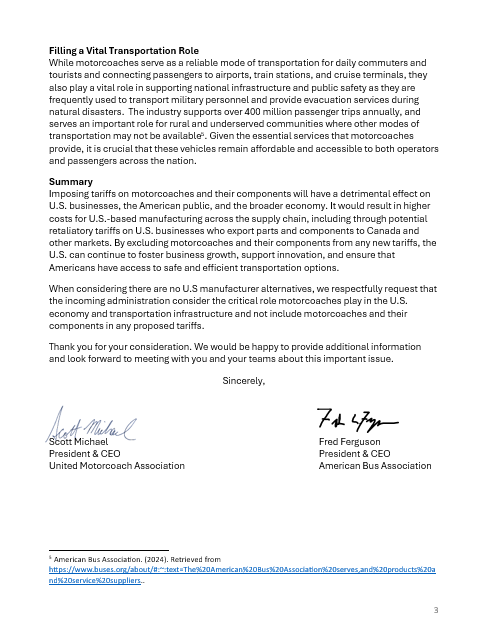 Filling a Vital Transportation Role
While motorcoaches serve as a reliable mode of transportation for daily commuters and
tourists and connecting passengers to airports, train stations, and cruise terminals, they
also play a vital role in supporting national infrastructure and public safety as they are
frequently used to transport military personnel and provide evacuation services during
natural disasters.  The industry supports over 400 million passenger trips annually, and
serves an important role for rural and underserved communities where other modes of
transportation may not be available⁵. Given the essential services that motorcoaches
provide, it is crucial that these vehicles remain affordable and accessible to both operators
and passengers across the nation.
Summary
Imposing tariffs on motorcoaches and their components will have a detrimental effect on
U.S. businesses, the American public, and the broader economy. It would result in higher
costs for U.S.-based manufacturing across the supply chain, including through potential
retaliatory tariffs on U.S. businesses who export parts and components to Canada and
other markets. By excluding motorcoaches and their components from any new tariffs, the
U.S. can continue to foster business growth, support innovation, and ensure that
Americans have access to safe and efficient transportation options.
When considering there are no U.S manufacturer alternatives, we respectfully request that
the incoming administration consider the critical role motorcoaches play in the U.S.
economy and transportation infrastructure and not include motorcoaches and their
components in any proposed tariffs.
Thank you for your consideration. We would be happy to provide additional information
and look forward to meeting with you and your teams about this important issue.
Sincerely,
Scott Michael
Scott Michael
President & CEO
United Motorcoach Association
Fred Ferguson
President & CEO
American Bus Association
⁵ American Bus Association. (2024). Retrieved from
https://www.buses.org/about/#:~:text=The%20American%20Bus%20Association%20serves,and%20products%20a
nd%20service%20suppliers..
3